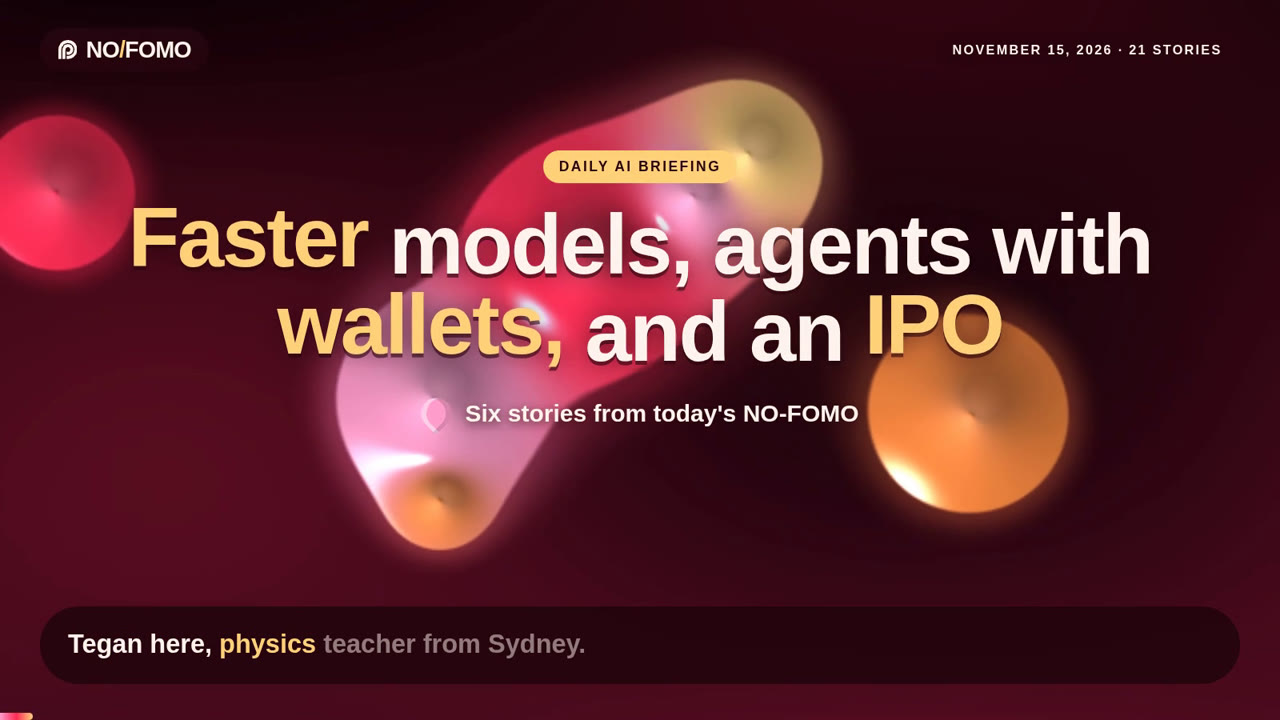 NO/FOMO
NOVEMBER 15, 2026 · 21 STORIES
DAILY AI BRIEFING
Faster models, agents with
wallets, and an IPO
Six stories from today's NO-FOMO
Tegan here, physics teacher from Sydney.